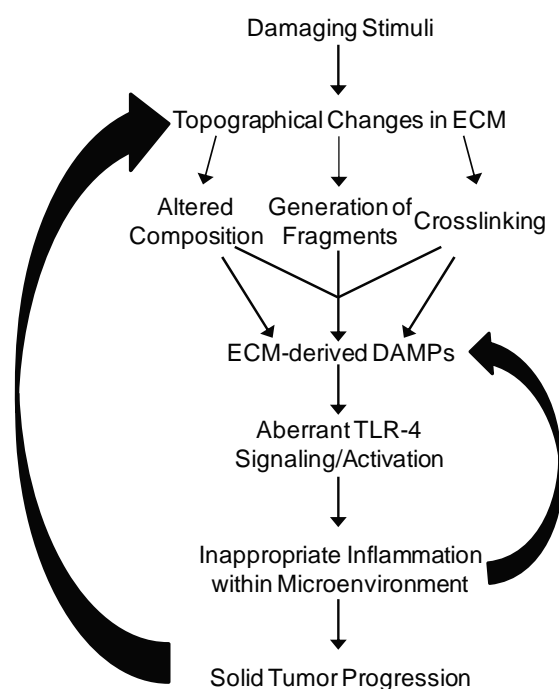 Damaging Stimuli
Topographical Changes in ECM
Altered
Composition
Generation of
Fragments
Crosslinking
ECM-derived DAMPs
Aberrant TLR-4
Signaling/Activation
Inappropriate Inflammation
within Microenvironment
Solid Tumor Progression